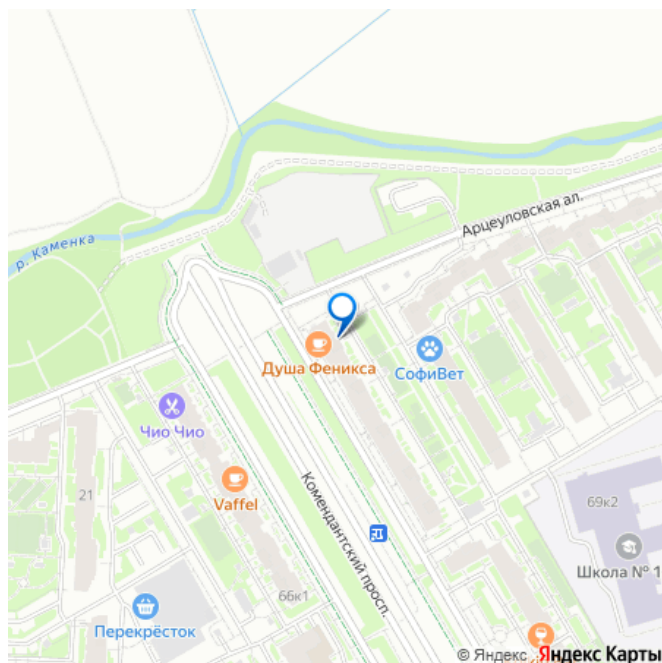 Арцеуловская ал.
р. Каменка
Душа Феникса
СофиВет
Чио Чио
Vaffel
21
Комендантский просп.
69к2
Школа № 1
66к1
Перекрёсток
© Яндекс Яндекс Карты